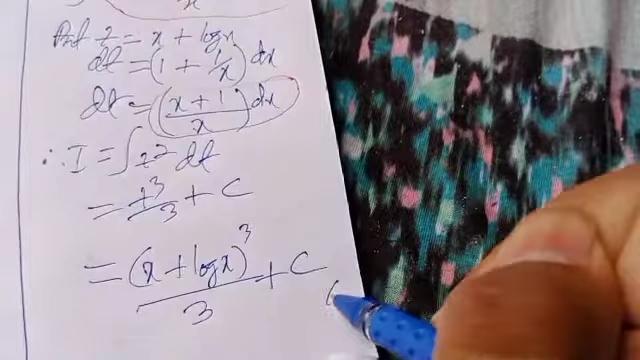 Put t = x + log x
dt = (1 + 1/x) dx
dt = (x + 1 / x) dx
∴ I = ∫ t² dt
= t³/3 + C
= (x + log x)³ / 3 + C